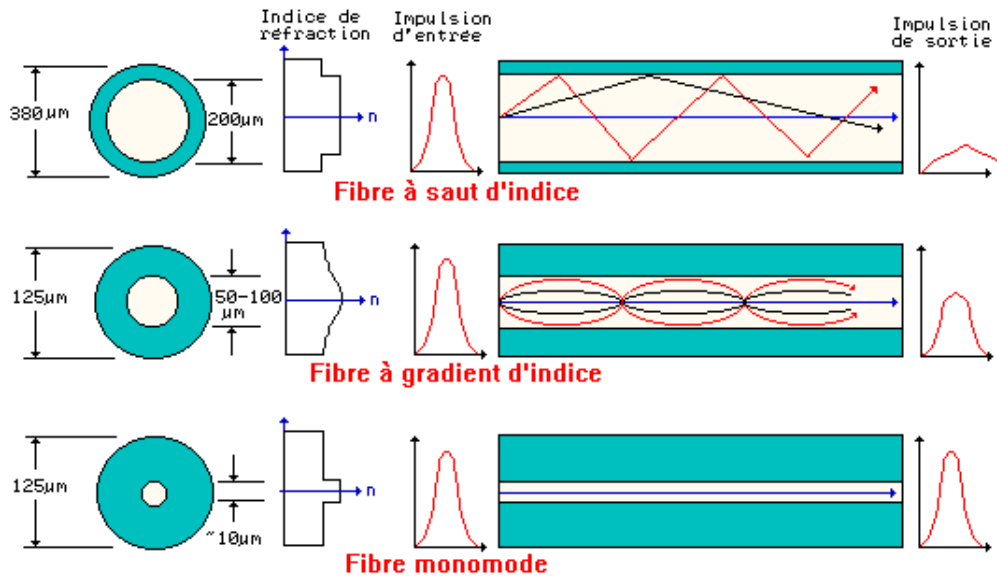 Indice de
réfraction
Impulsion
d'entrée
Impulsion
de sortie
380µm
200µm
n
Fibre à saut d'indice
125µm
50-100
µm
n
Fibre à gradient d'indice
125µm
~10µm
n
Fibre monomode